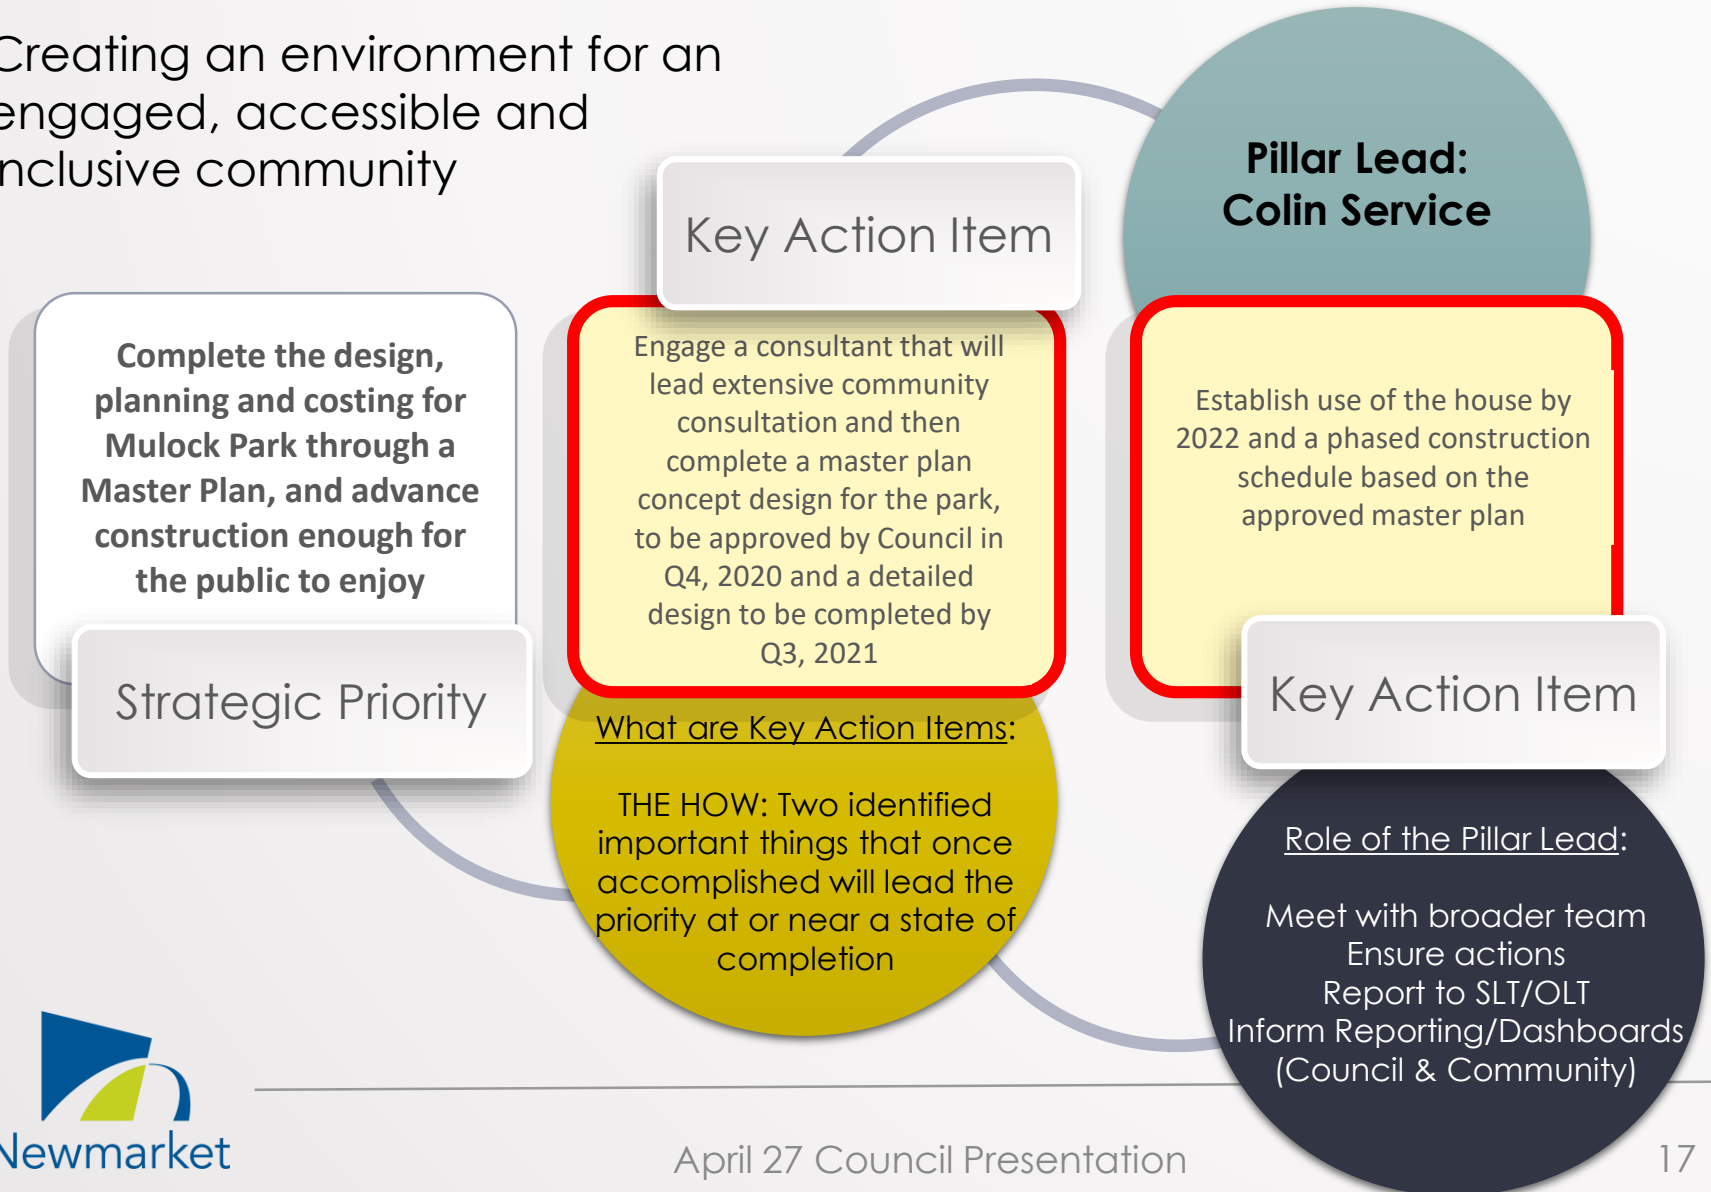 Creating an environment for an
engaged, accessible and
inclusive community
Pillar Lead:
Colin Service
Key Action Item
Complete the design,
planning and costing for
Mulock Park through a
Master Plan, and advance
construction enough for
the public to enjoy
Strategic Priority
Engage a consultant that will
lead extensive community
consultation and then
complete a master plan
concept design for the park,
to be approved by Council in
Q4, 2020 and a detailed
design to be completed by
Q3, 2021
Establish use of the house by
2022 and a phased construction
schedule based on the
approved master plan
Key Action Item
What are Key Action Items:
THE HOW: Two identified
important things that once
accomplished will lead the
priority at or near a state of
completion
Role of the Pillar Lead:
Meet with broader team
Ensure actions
Report to SLT/OLT
Inform Reporting/Dashboards
(Council & Community)
Newmarket
April 27 Council Presentation
17